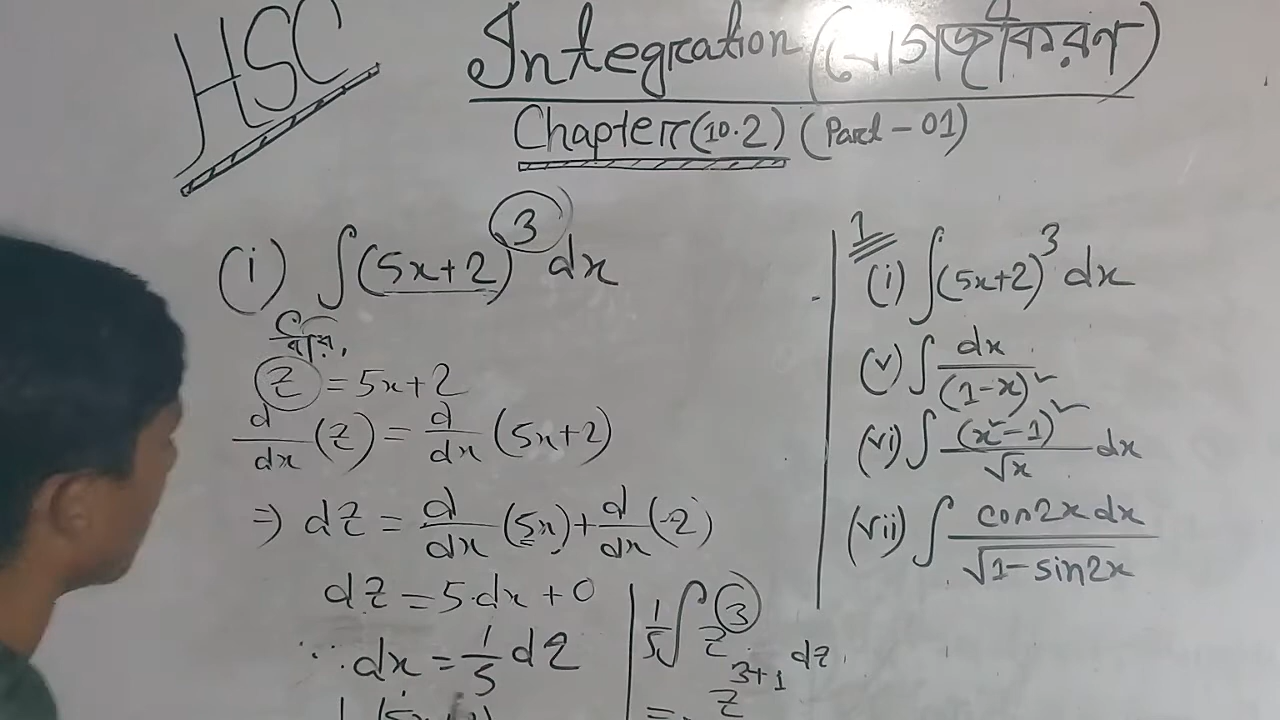 HSC
Integration (যোগজীকরণ)
Chapter (10.2) (Part - 01)
(i) ∫(5x+2)³ dx
ধরি,
z = 5x+2
d/dx (z) = d/dx (5x+2)
⇒ dz = d/dx (5x) + d/dx (2)
dz = 5·dx + 0
∴ dx = 1/5 dz
1/5 ∫ z³ dz
= z³⁺¹
1
(i) ∫(5x+2)³ dx
(v) ∫ dx/(1-x)²
(vi) ∫ (x²-1)²/√x dx
(vii) ∫ cos2x dx/√1-sin2x